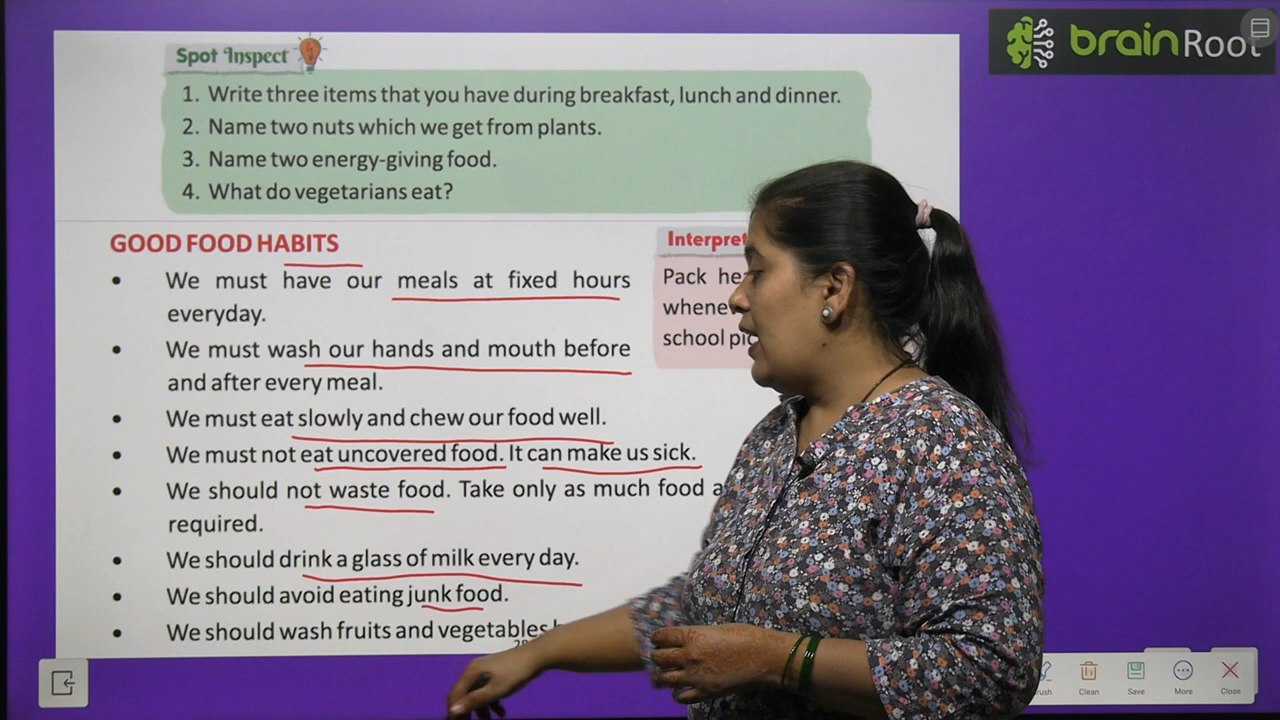 Spot Inspect
brainRoot
1. Write three items that you have during breakfast, lunch and dinner.
2. Name two nuts which we get from plants.
3. Name two energy-giving food.
4. What do vegetarians eat?
GOOD FOOD HABITS
• We must have our meals at fixed hours
everyday.
• We must wash our hands and mouth before
and after every meal.
• We must eat slowly and chew our food well.
• We must not eat uncovered food. It can make us sick.
• We should not waste food. Take only as much food
required.
• We should drink a glass of milk every day.
• We should avoid eating junk food.
• We should wash fruits and vegetables
Pack
school
Clean
Save
More
Close